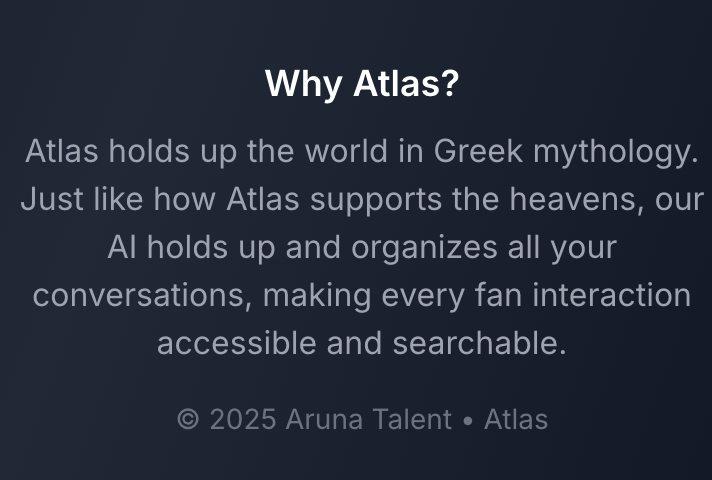 Why Atlas?
Atlas holds up the world in Greek mythology.
Just like how Atlas supports the heavens, our
AI holds up and organizes all your
conversations, making every fan interaction
accessible and searchable.
© 2025 Aruna Talent • Atlas